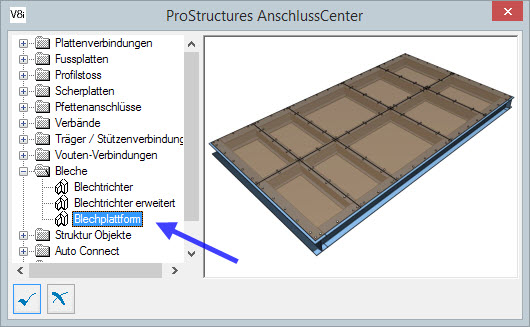 V8i
ProStructures AnschlussCenter
Plattenverbindungen
Fussplatten
Profilstoss
Scherplatten
Pfettenanschlüsse
Verbände
Träger / Stützenverbindung
Vouten-Verbindungen
Bleche
Blechtrichter
Blechtrichter erweitert
Blechplattform
Struktur Objekte
Auto Connect